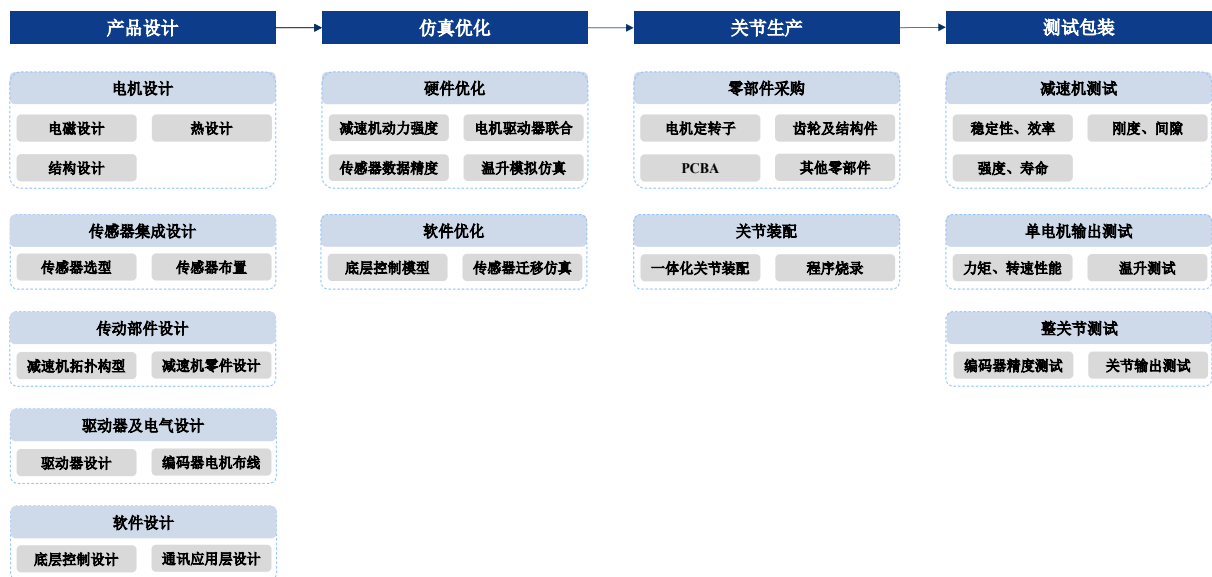 产品设计
仿真优化
关节生产
测试包装
电机设计
电磁设计
热设计
结构设计
传感器集成设计
传感器选型
传感器布置
传动部件设计
减速机拓扑构型
减速机零件设计
驱动器及电气设计
驱动器设计
编码器电机布线
软件设计
底层控制设计
通讯应用层设计
硬件优化
减速机动力强度
电机驱动器联合
传感器数据精度
温升模拟仿真
软件优化
底层控制模型
传感器迁移仿真
零部件采购
电机定转子
齿轮及结构件
PCBA
其他零部件
关节装配
一体化关节装配
程序烧录
减速机测试
稳定性、效率
刚度、间隙
强度、寿命
单电机输出测试
力矩、转速性能
温升测试
整关节测试
编码器精度测试
关节输出测试